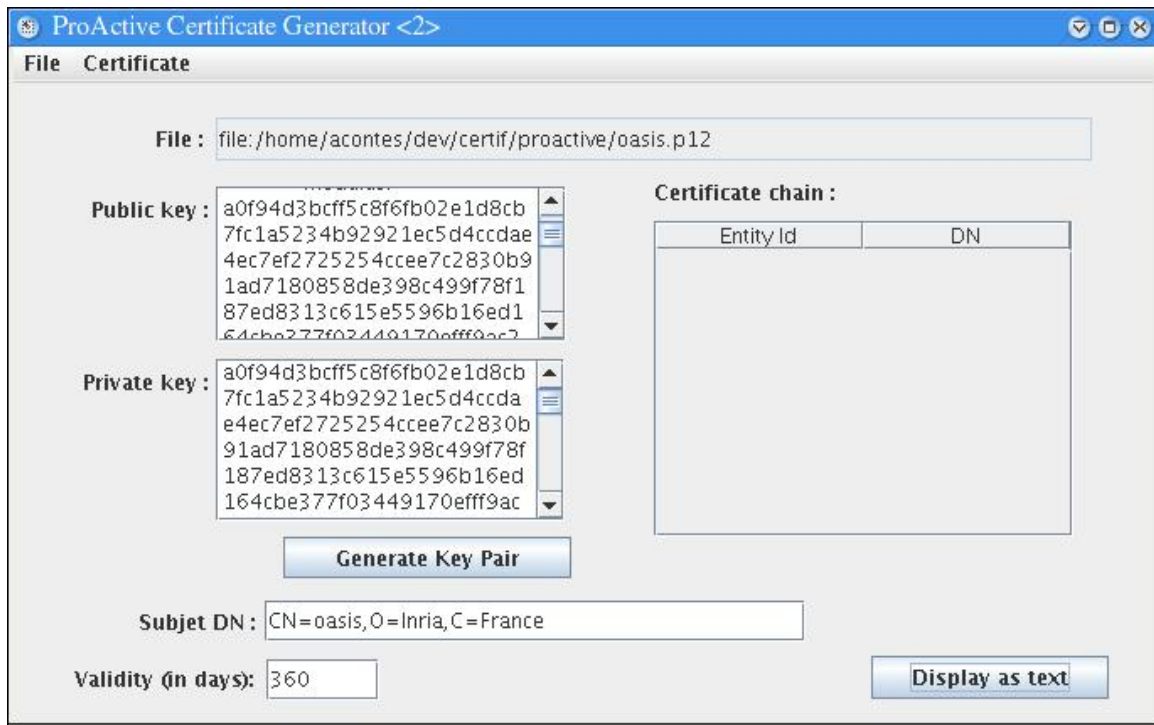 ProActive Certificate Generator <2>
File Certificate
File : file:/home/acontes/dev/certif/proactive/oasis.p12
Public key :
a0f94d3bcff5c8f6fb02e1d8cb
7fc1a5234b92921ec5d4ccdae
4ec7ef2725254ccee7c2830b9
1ad7180858de398c499f78f1
87ed8313c615e5596b16ed1
64cbe377f03449170efff9ac2
Certificate chain :
Entity Id DN
Private key :
a0f94d3bcff5c8f6fb02e1d8cb
7fc1a5234b92921ec5d4ccda
e4ec7ef2725254ccee7c2830b
91ad7180858de398c499f78f
187ed8313c615e5596b16ed
164cbe377f03449170efff9ac
Generate Key Pair
Subjet DN : CN=oasis,O=Inria,C=France
Validity (in days): 360
Display as text